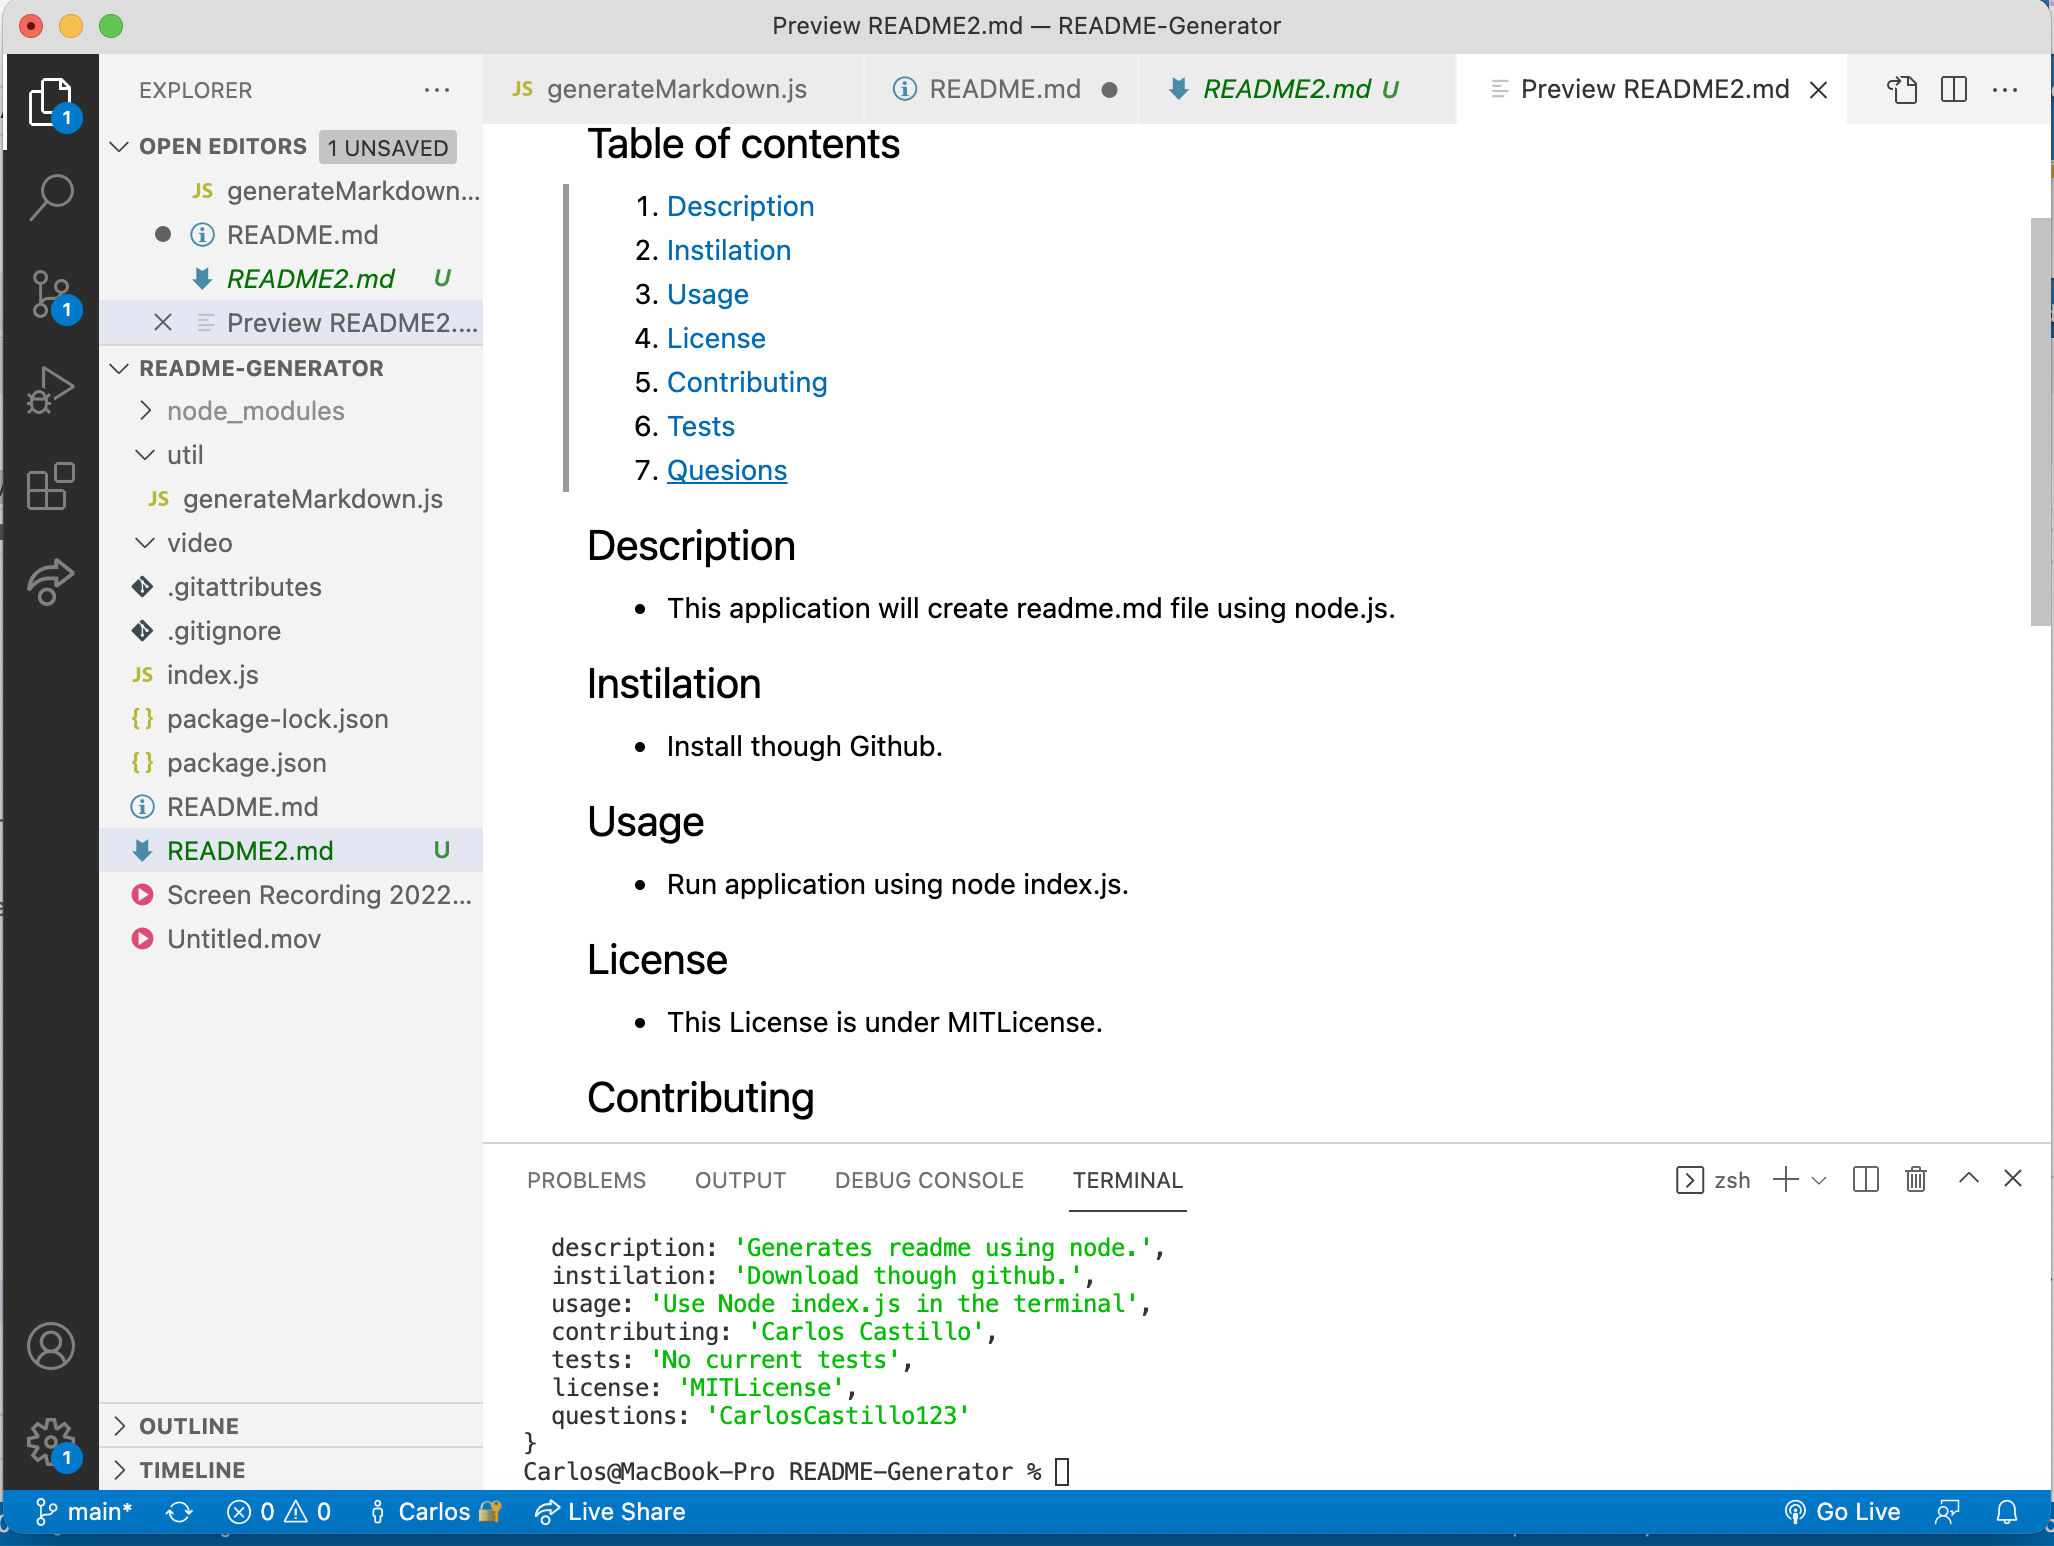 Preview README2.md — README-Generator
EXPLORER
OPEN EDITORS 1 UNSAVED
JS generateMarkdown...
README.md
README2.md U
Preview README2....
README-GENERATOR
node_modules
util
JS generateMarkdown.js
video
.gitattributes
.gitignore
JS index.js
{} package-lock.json
{} package.json
README.md
README2.md U
Screen Recording 2022...
Untitled.mov
OUTLINE
TIMELINE
1
1
1
JS generateMarkdown.js
README.md
README2.md U
Preview README2.md
Table of contents
1. Description
2. Instilation
3. Usage
4. License
5. Contributing
6. Tests
7. Quesions
Description
• This application will create readme.md file using node.js.
Instilation
• Install though Github.
Usage
• Run application using node index.js.
License
• This License is under MITLicense.
Contributing
PROBLEMS OUTPUT DEBUG CONSOLE TERMINAL zsh
description: 'Generates readme using node.',
instilation: 'Download though github.',
usage: 'Use Node index.js in the terminal',
contributing: 'Carlos Castillo',
tests: 'No current tests',
license: 'MITLicense',
questions: 'CarlosCastillo123'
}
Carlos@MacBook-Pro README-Generator %
main* 0 0 Carlos Live Share Go Live